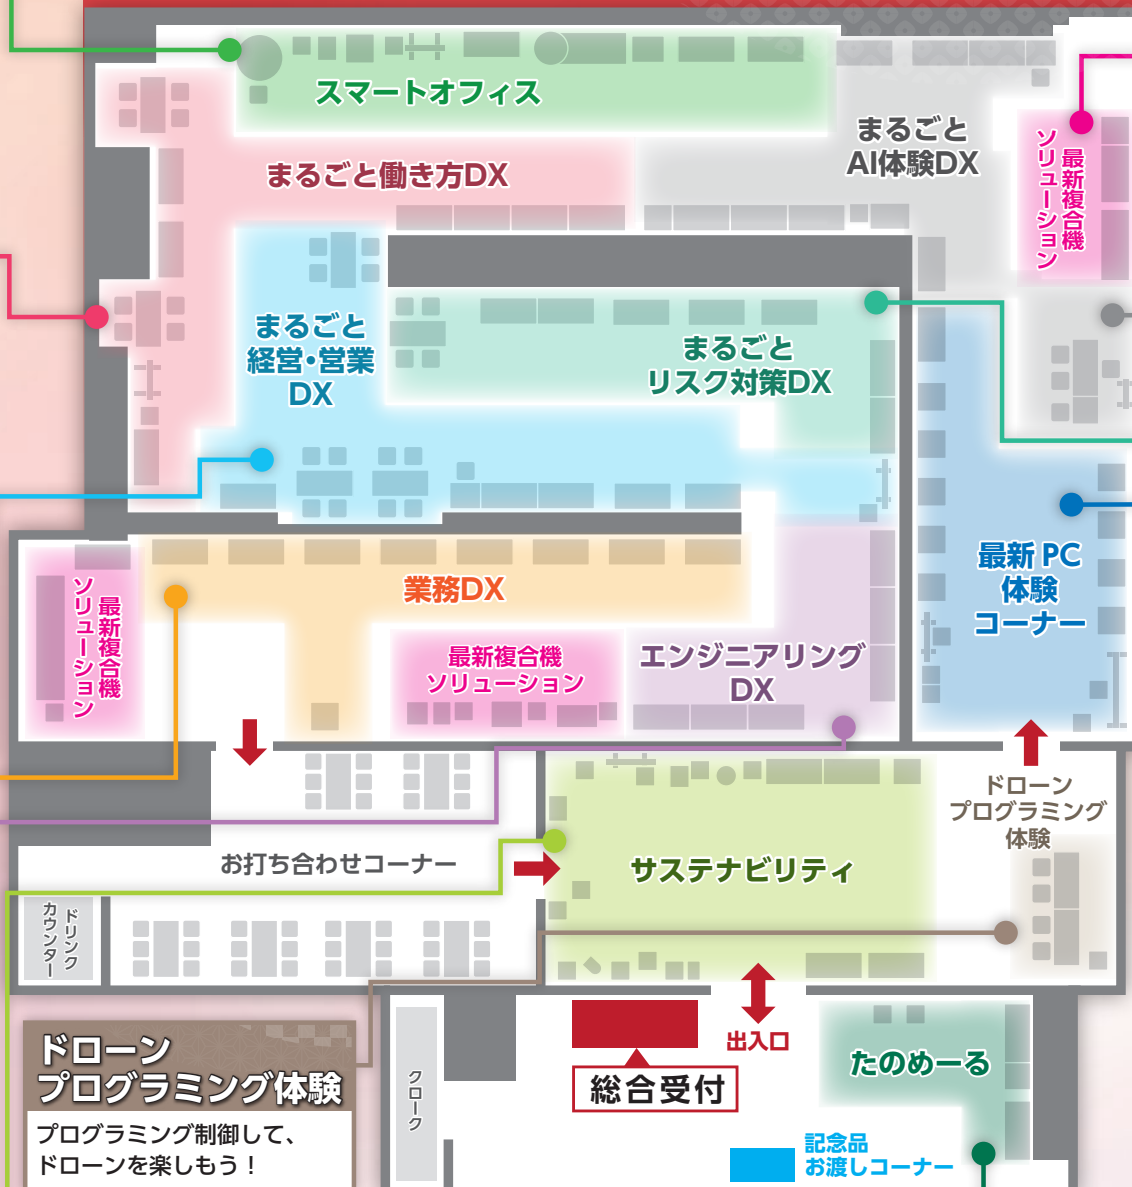 スマートオフィス
まるごと
AI体験DX
最新複合機
ソリューション
まるごと働き方DX
まるごと
経営・営業
DX
まるごと
リスク対策DX
最新 PC
体験
コーナー
業務DX
最新複合機
ソリューション
最新複合機
ソリューション
エンジニアリング
DX
ドローン
プログラミング
体験
お打ち合わせコーナー
サステナビリティ
ドリンク
カウンター
出入口
総合受付
たのめーる
クローク
記念品
お渡しコーナー
ドローン
プログラミング体験
プログラミング制御して、
ドローンを楽しもう！